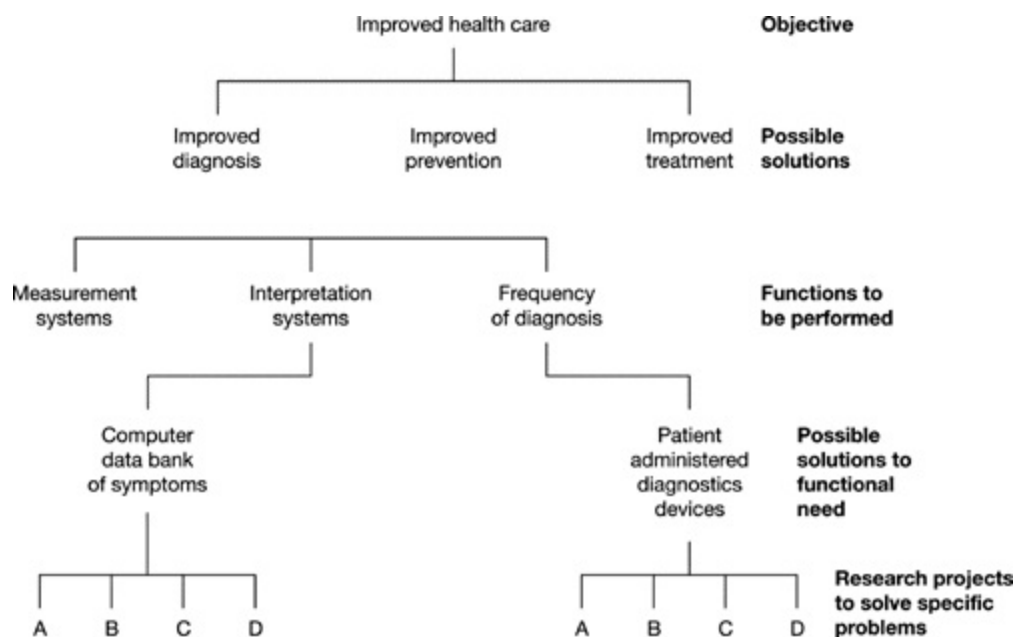 Improved health care
Objective
Improved
diagnosis
Improved
prevention
Improved
treatment
Possible
solutions
Measurement
systems
Interpretation
systems
Frequency
of diagnosis
Functions to
be performed
Computer
data bank
of symptoms
Patient
administered
diagnostics
devices
Possible
solutions to
functional
need
A B C D
A B C D
Research projects
to solve specific
problems